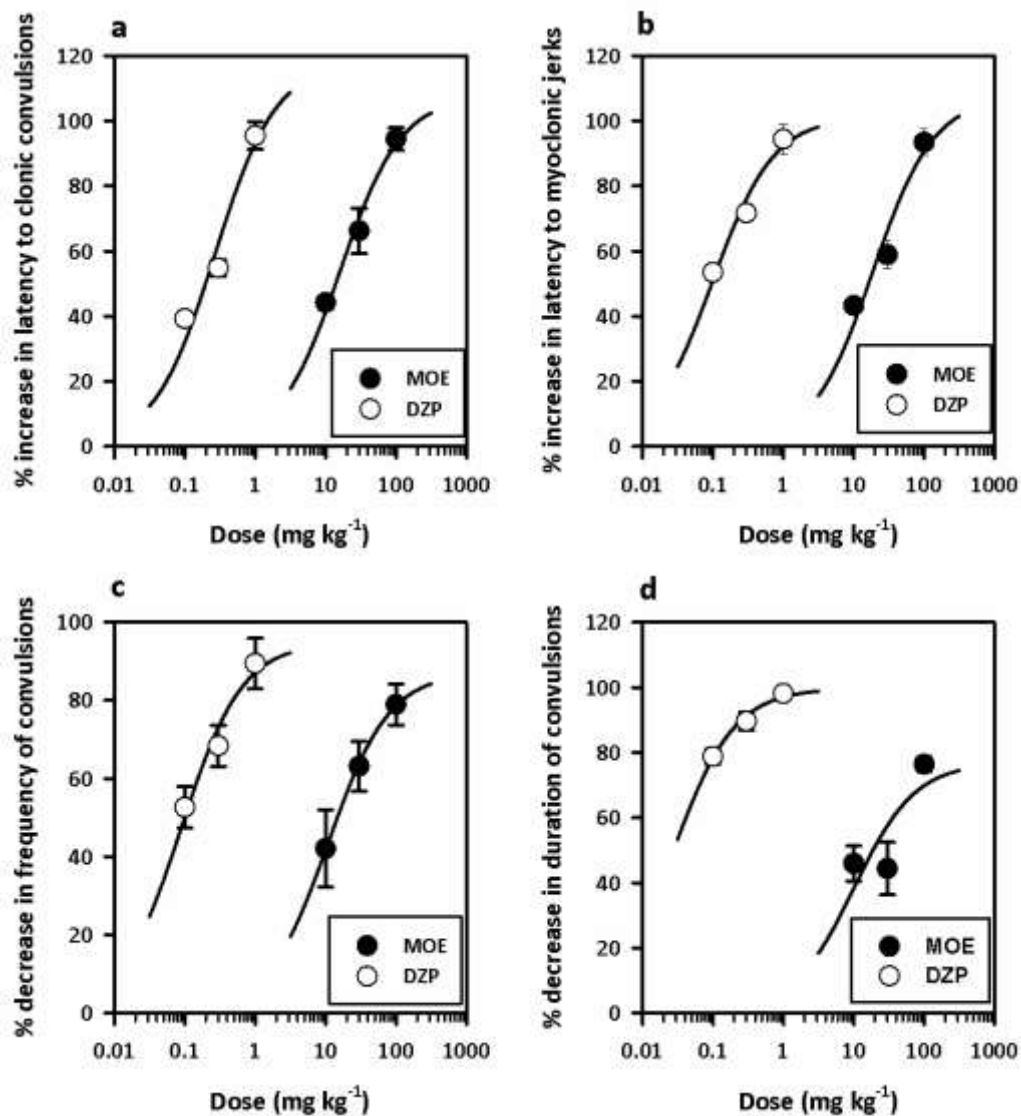 a
% increase in latency to clonic convulsions
120
100
80
60
40
20
0
MOE
DZP
0.01 0.1 1 10 100 1000
Dose (mg kg⁻¹)
b
% increase in latency to myoclonic jerks
120
100
80
60
40
20
0
MOE
DZP
0.01 0.1 1 10 100 1000
Dose (mg kg⁻¹)
c
% decrease in frequency of convulsions
100
80
60
40
20
0
MOE
DZP
0.01 0.1 1 10 100 1000
Dose (mg kg⁻¹)
d
% decrease in duration of convulsions
120
100
80
60
40
20
0
MOE
DZP
0.01 0.1 1 10 100 1000
Dose (mg kg⁻¹)